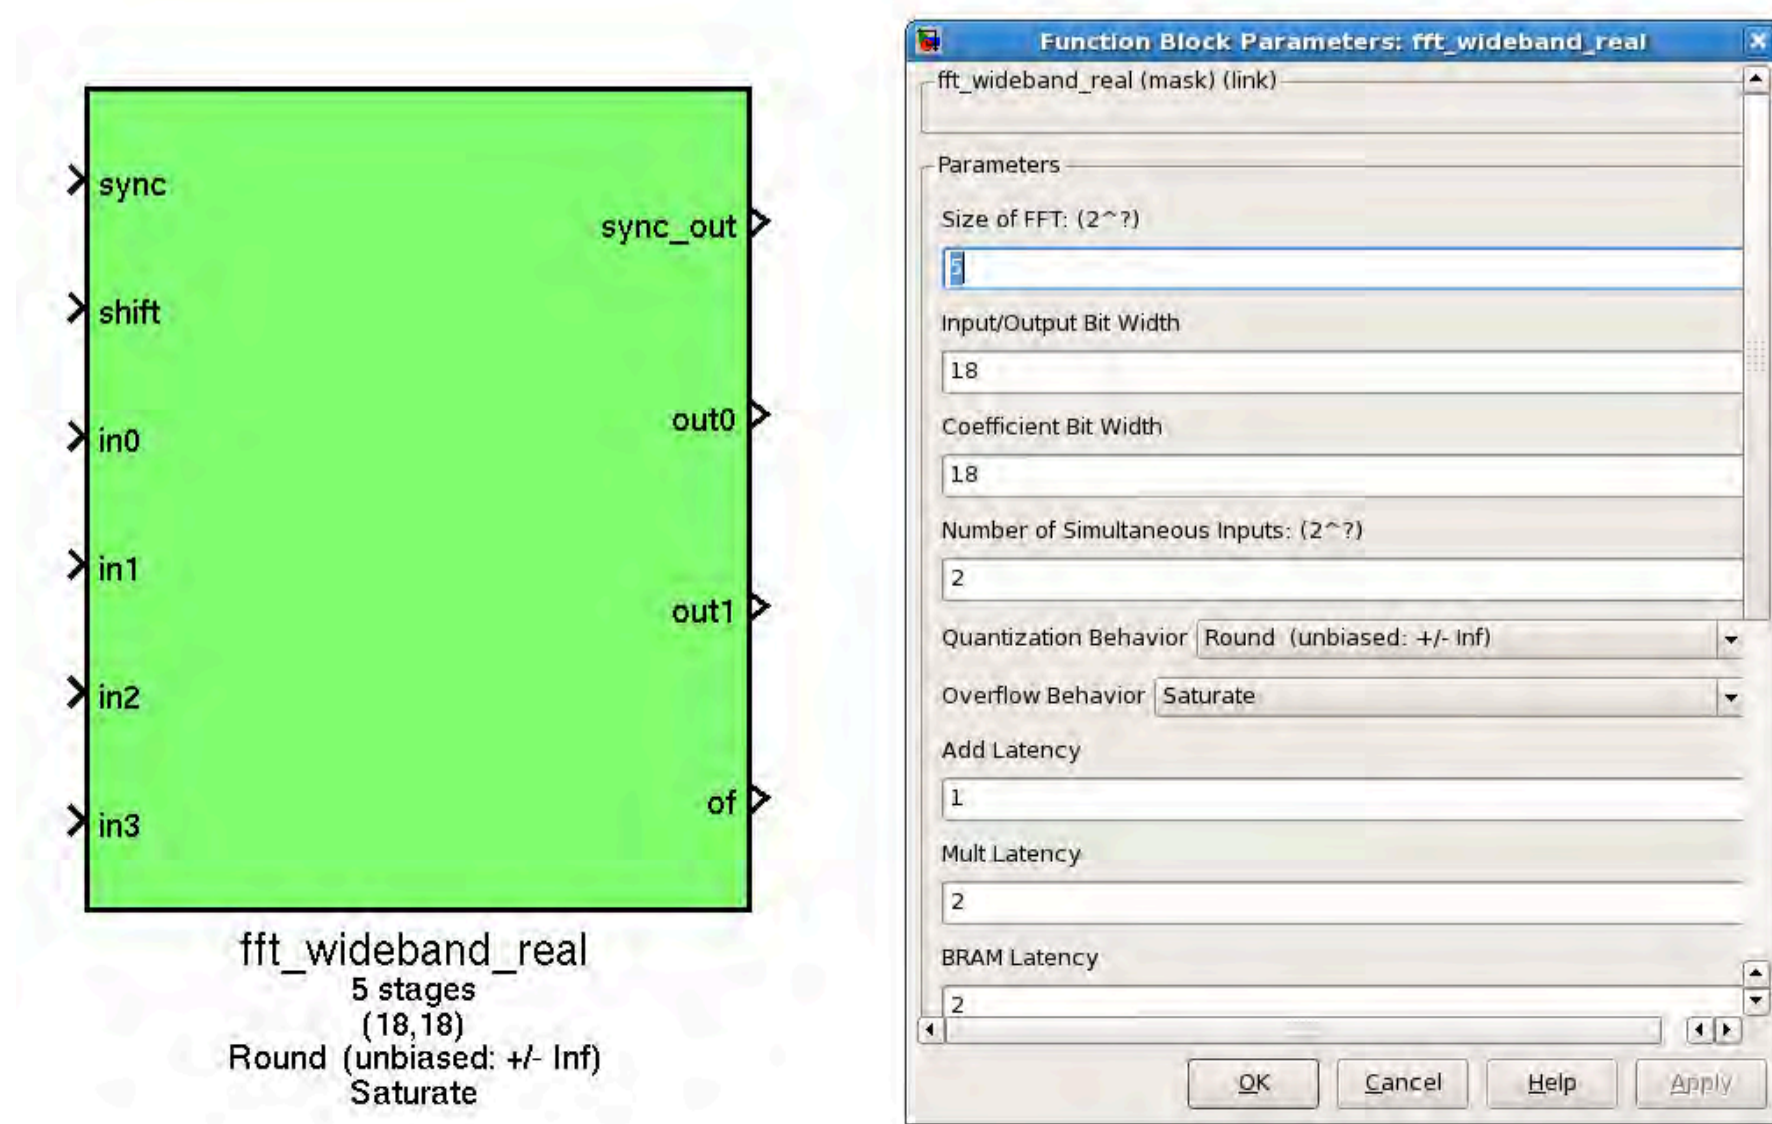 sync
shift
in0
in1
in2
in3
sync_out
out0
out1
of
fft_wideband_real
5 stages
(18,18)
Round (unbiased: +/- Inf)
Saturate
Function Block Parameters: fft_wideband_real
fft_wideband_real (mask) (link)
Parameters
Size of FFT: (2^?)
5
Input/Output Bit Width
18
Coefficient Bit Width
18
Number of Simultaneous Inputs: (2^?)
2
Quantization Behavior Round (unbiased: +/- Inf)
Overflow Behavior Saturate
Add Latency
1
Mult Latency
2
BRAM Latency
2
OK Cancel Help Apply